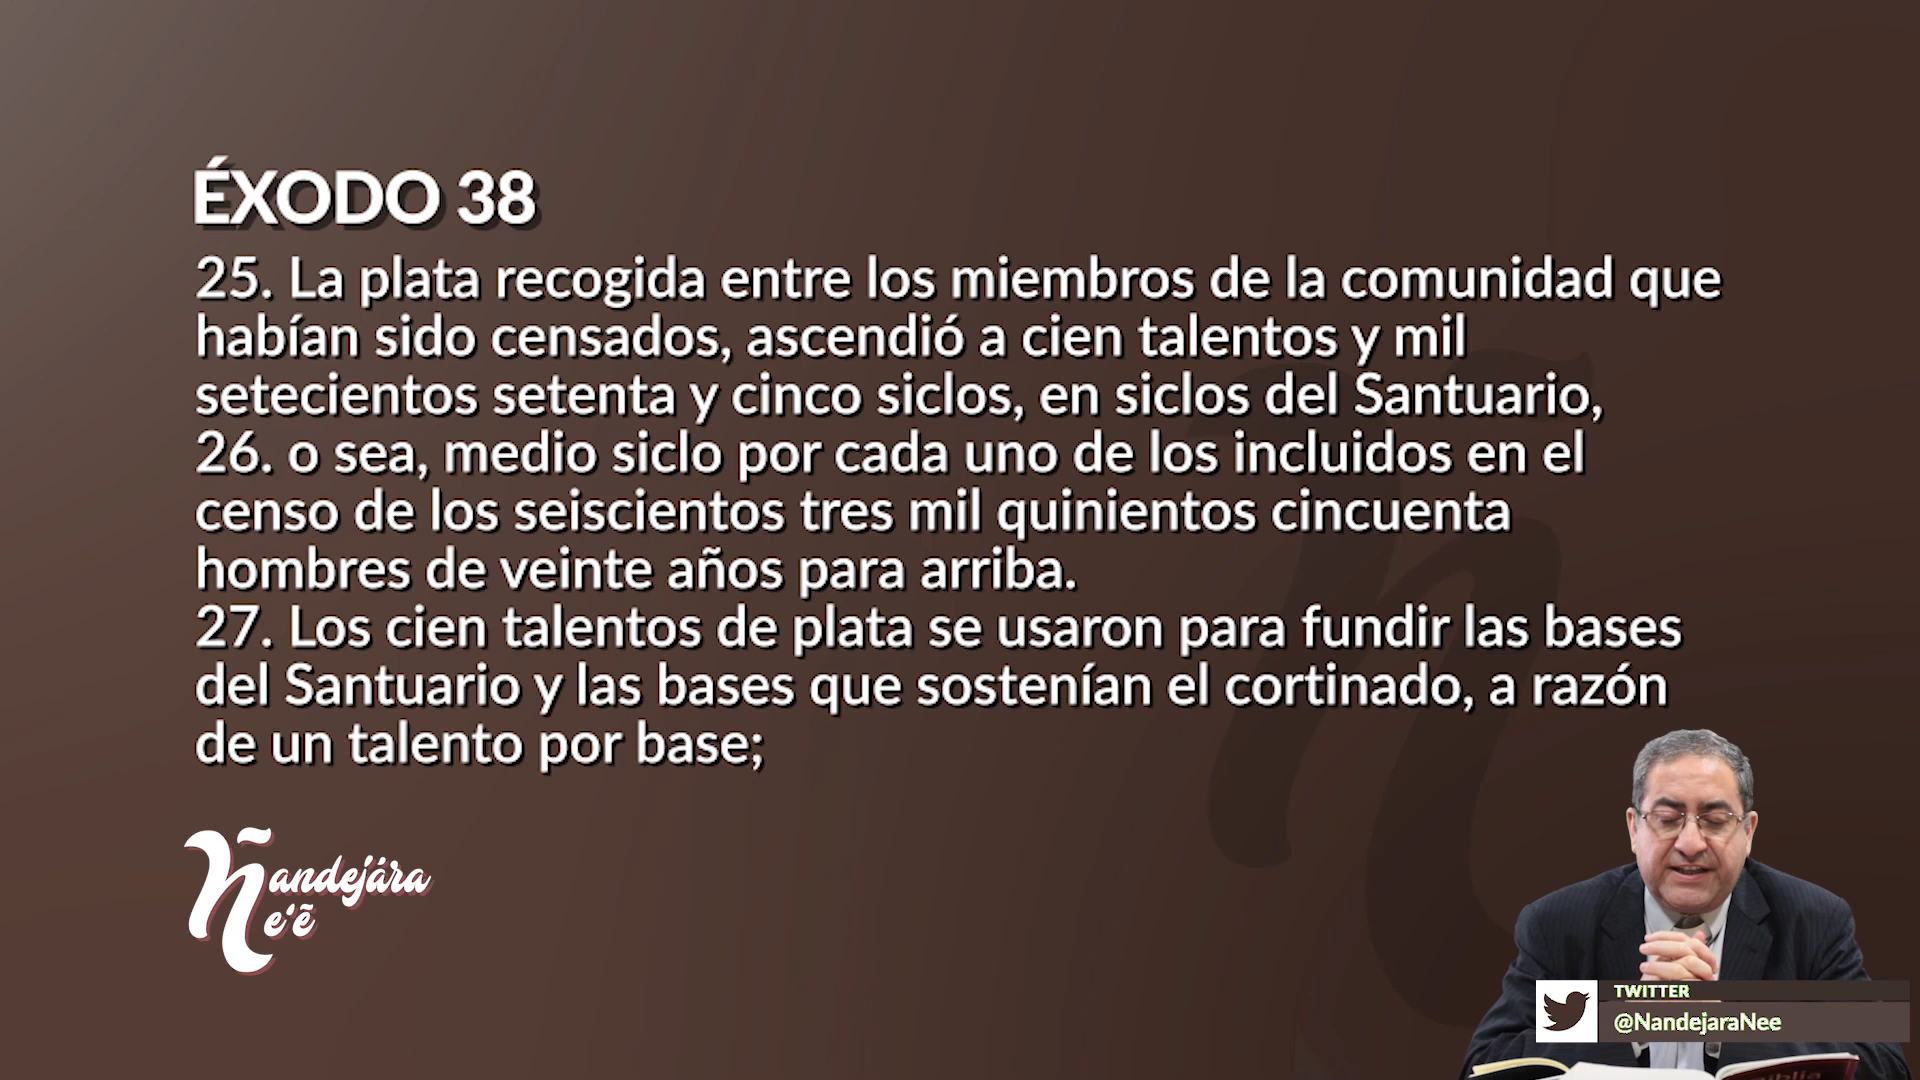 ÉXODO 38
25. La plata recogida entre los miembros de la comunidad que
habían sido censados, ascendió a cien talentos y mil
setecientos setenta y cinco siclos, en siclos del Santuario,
26. o sea, medio siclo por cada uno de los incluidos en el
censo de los seiscientos tres mil quinientos cincuenta
hombres de veinte años para arriba.
27. Los cien talentos de plata se usaron para fundir las bases
del Santuario y las bases que sostenían el cortinado, a razón
de un talento por base;
Ñandejára
Ñe'ẽ
TWITTER
@NandejaraNee
Biblia